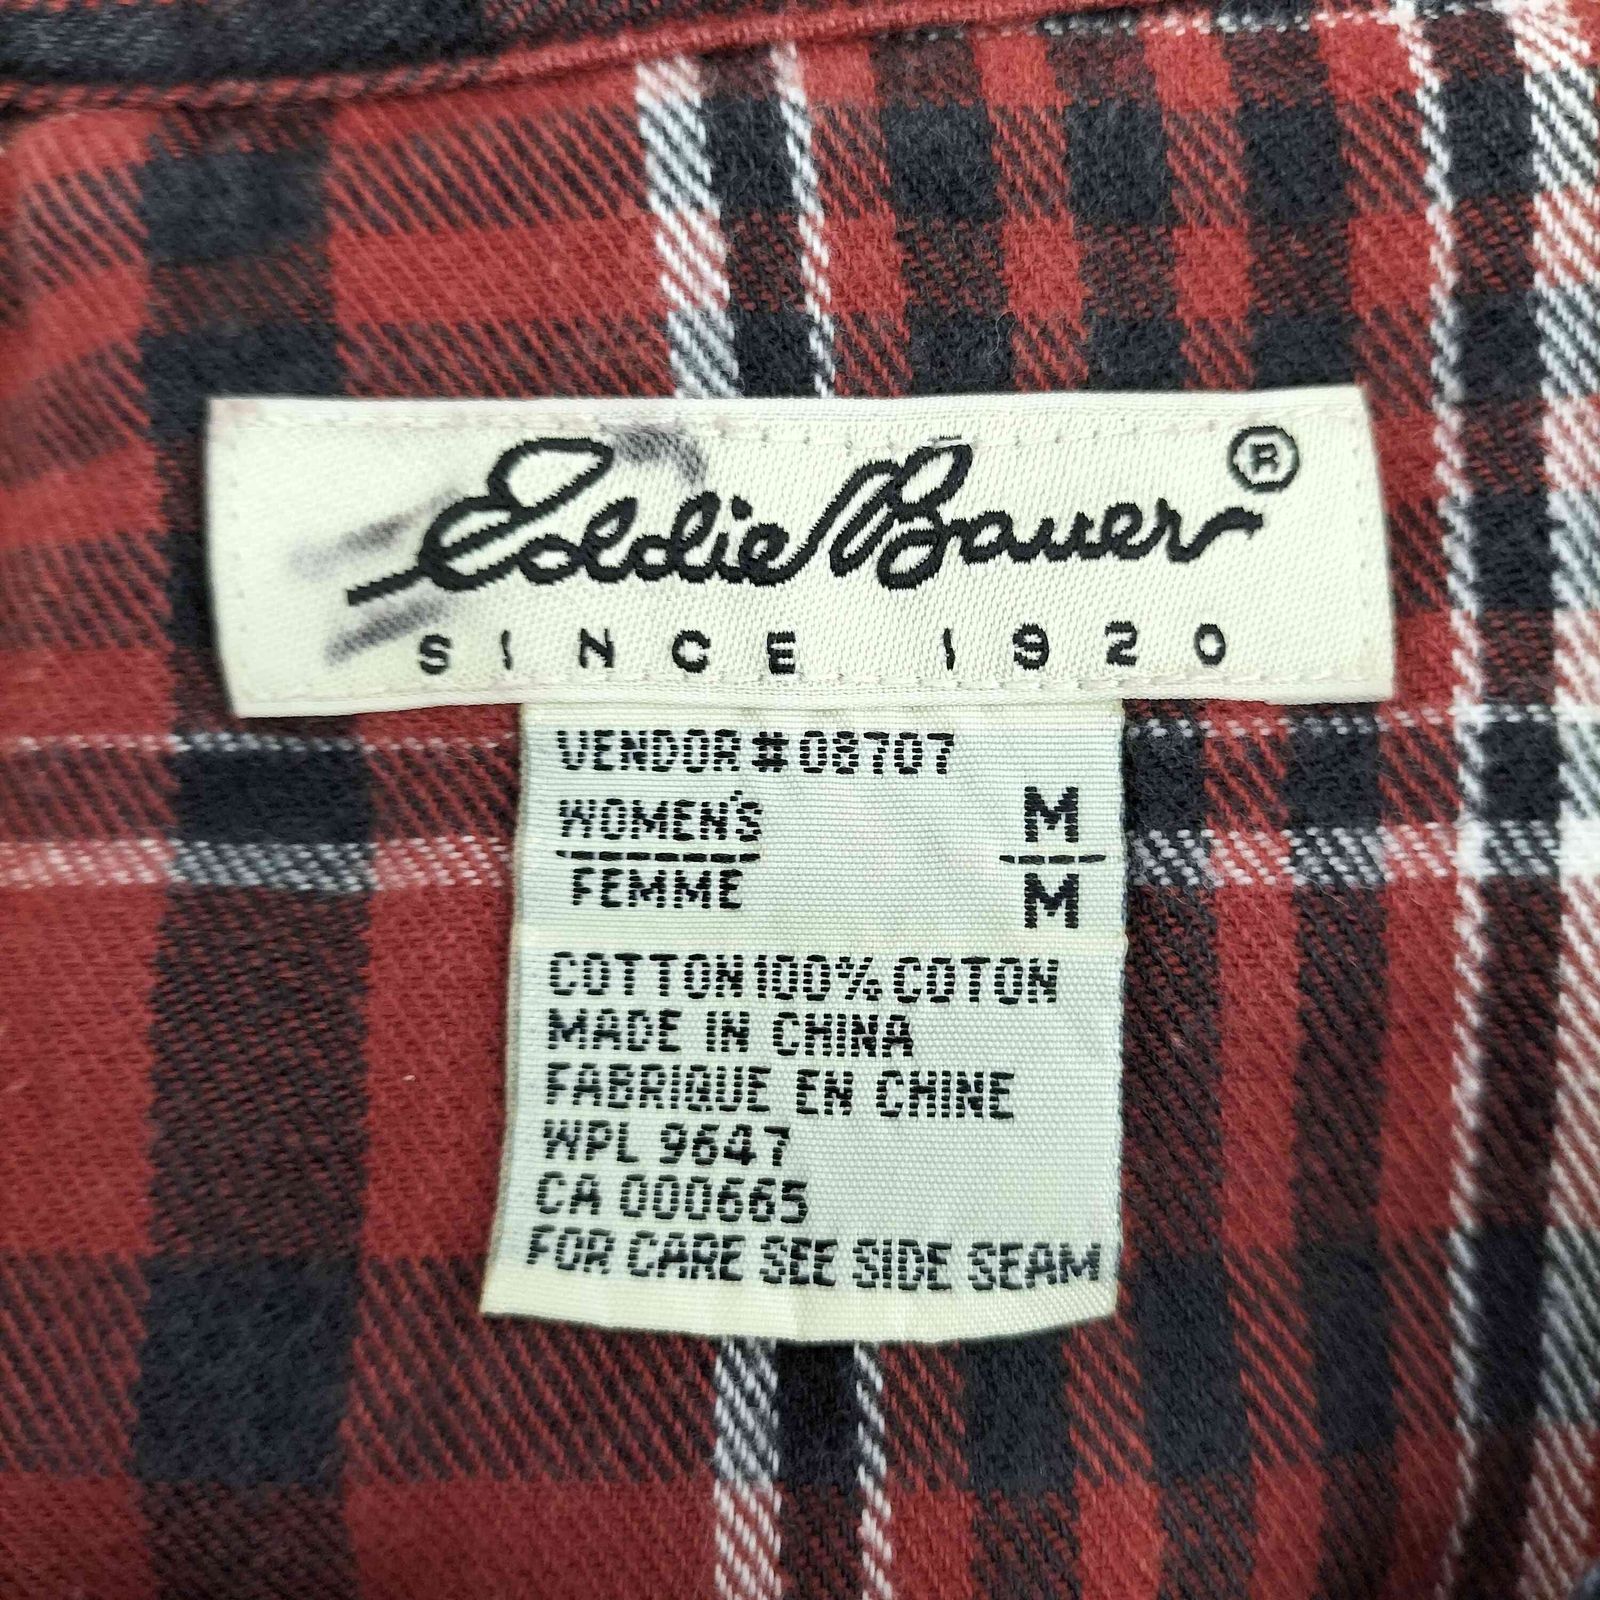 Eddie Bauer ®
SINCE 1920
VENDOR #08707
WOMEN'S M
FEMME M
COTTON 100% COTON
MADE IN CHINA
FABRIQUE EN CHINE
WPL 9647
CA 000665
FOR CARE SEE SIDE SEAM